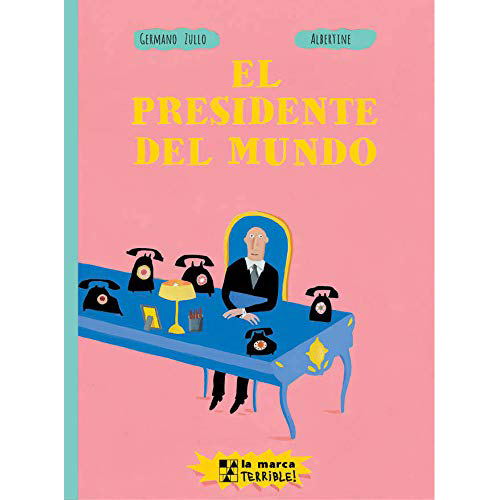 Germano Zullo
Albertine
EL
PRESIDENTE
DEL MUNDO
la marca
TERRIBLE!